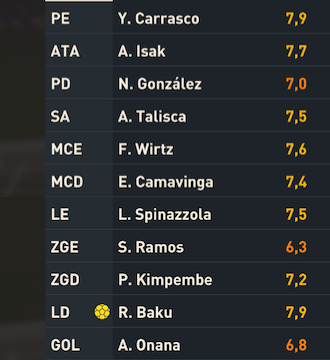 PE Y. Carrasco 7,9
ATA A. Isak 7,7
PD N. González 7,0
SA A. Talisca 7,5
MCE F. Wirtz 7,6
MCD E. Camavinga 7,4
LE L. Spinazzola 7,5
ZGE S. Ramos 6,3
ZGD P. Kimpembe 7,2
LD R. Baku 7,9
GOL A. Onana 6,8